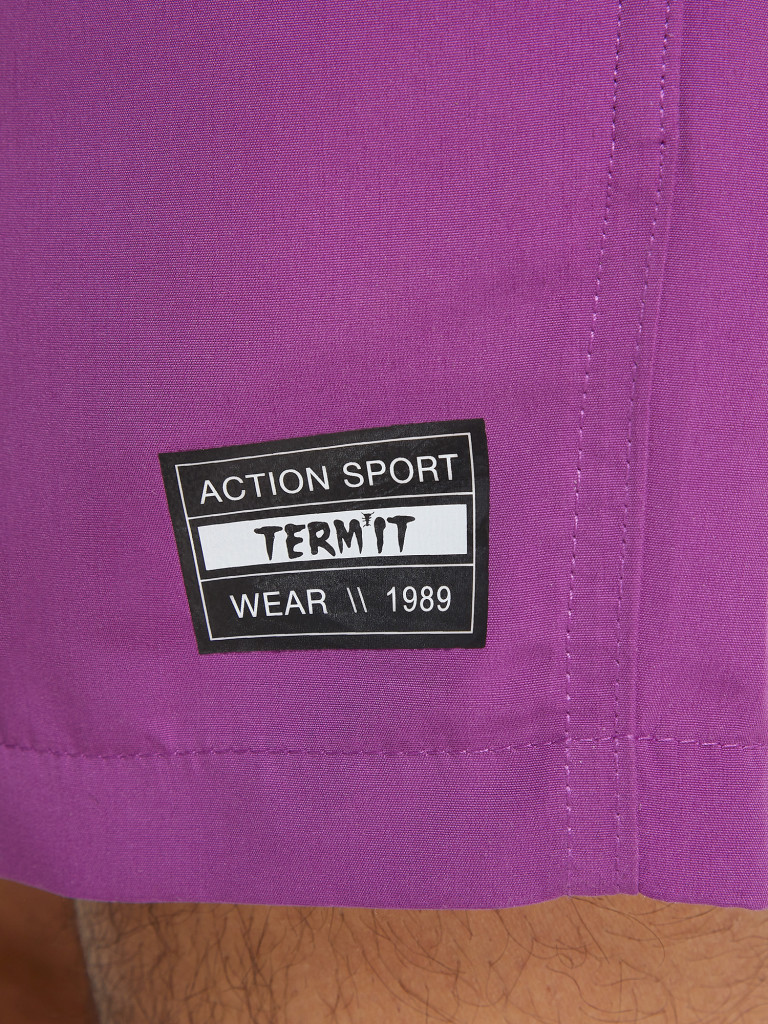 ACTION SPORT
TERMIT
WEAR \\ 1989